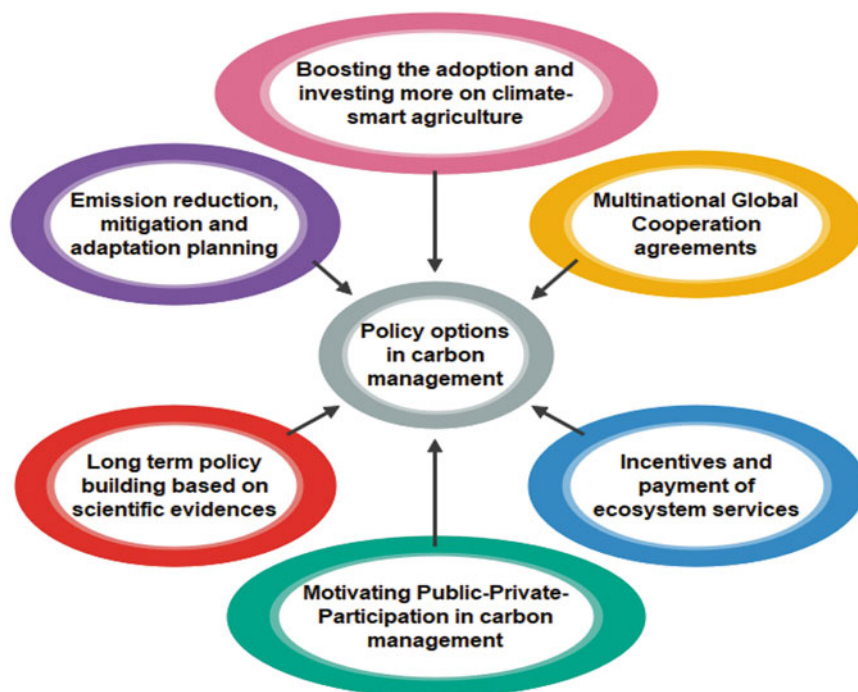 Boosting the adoption and
investing more on climate-
smart agriculture
Emission reduction,
mitigation and
adaptation planning
Multinational Global
Cooperation
agreements
Policy options
in carbon
management
Long term policy
building based on
scientific evidences
Incentives and
payment of
ecosystem services
Motivating Public-Private-
Participation in carbon
management